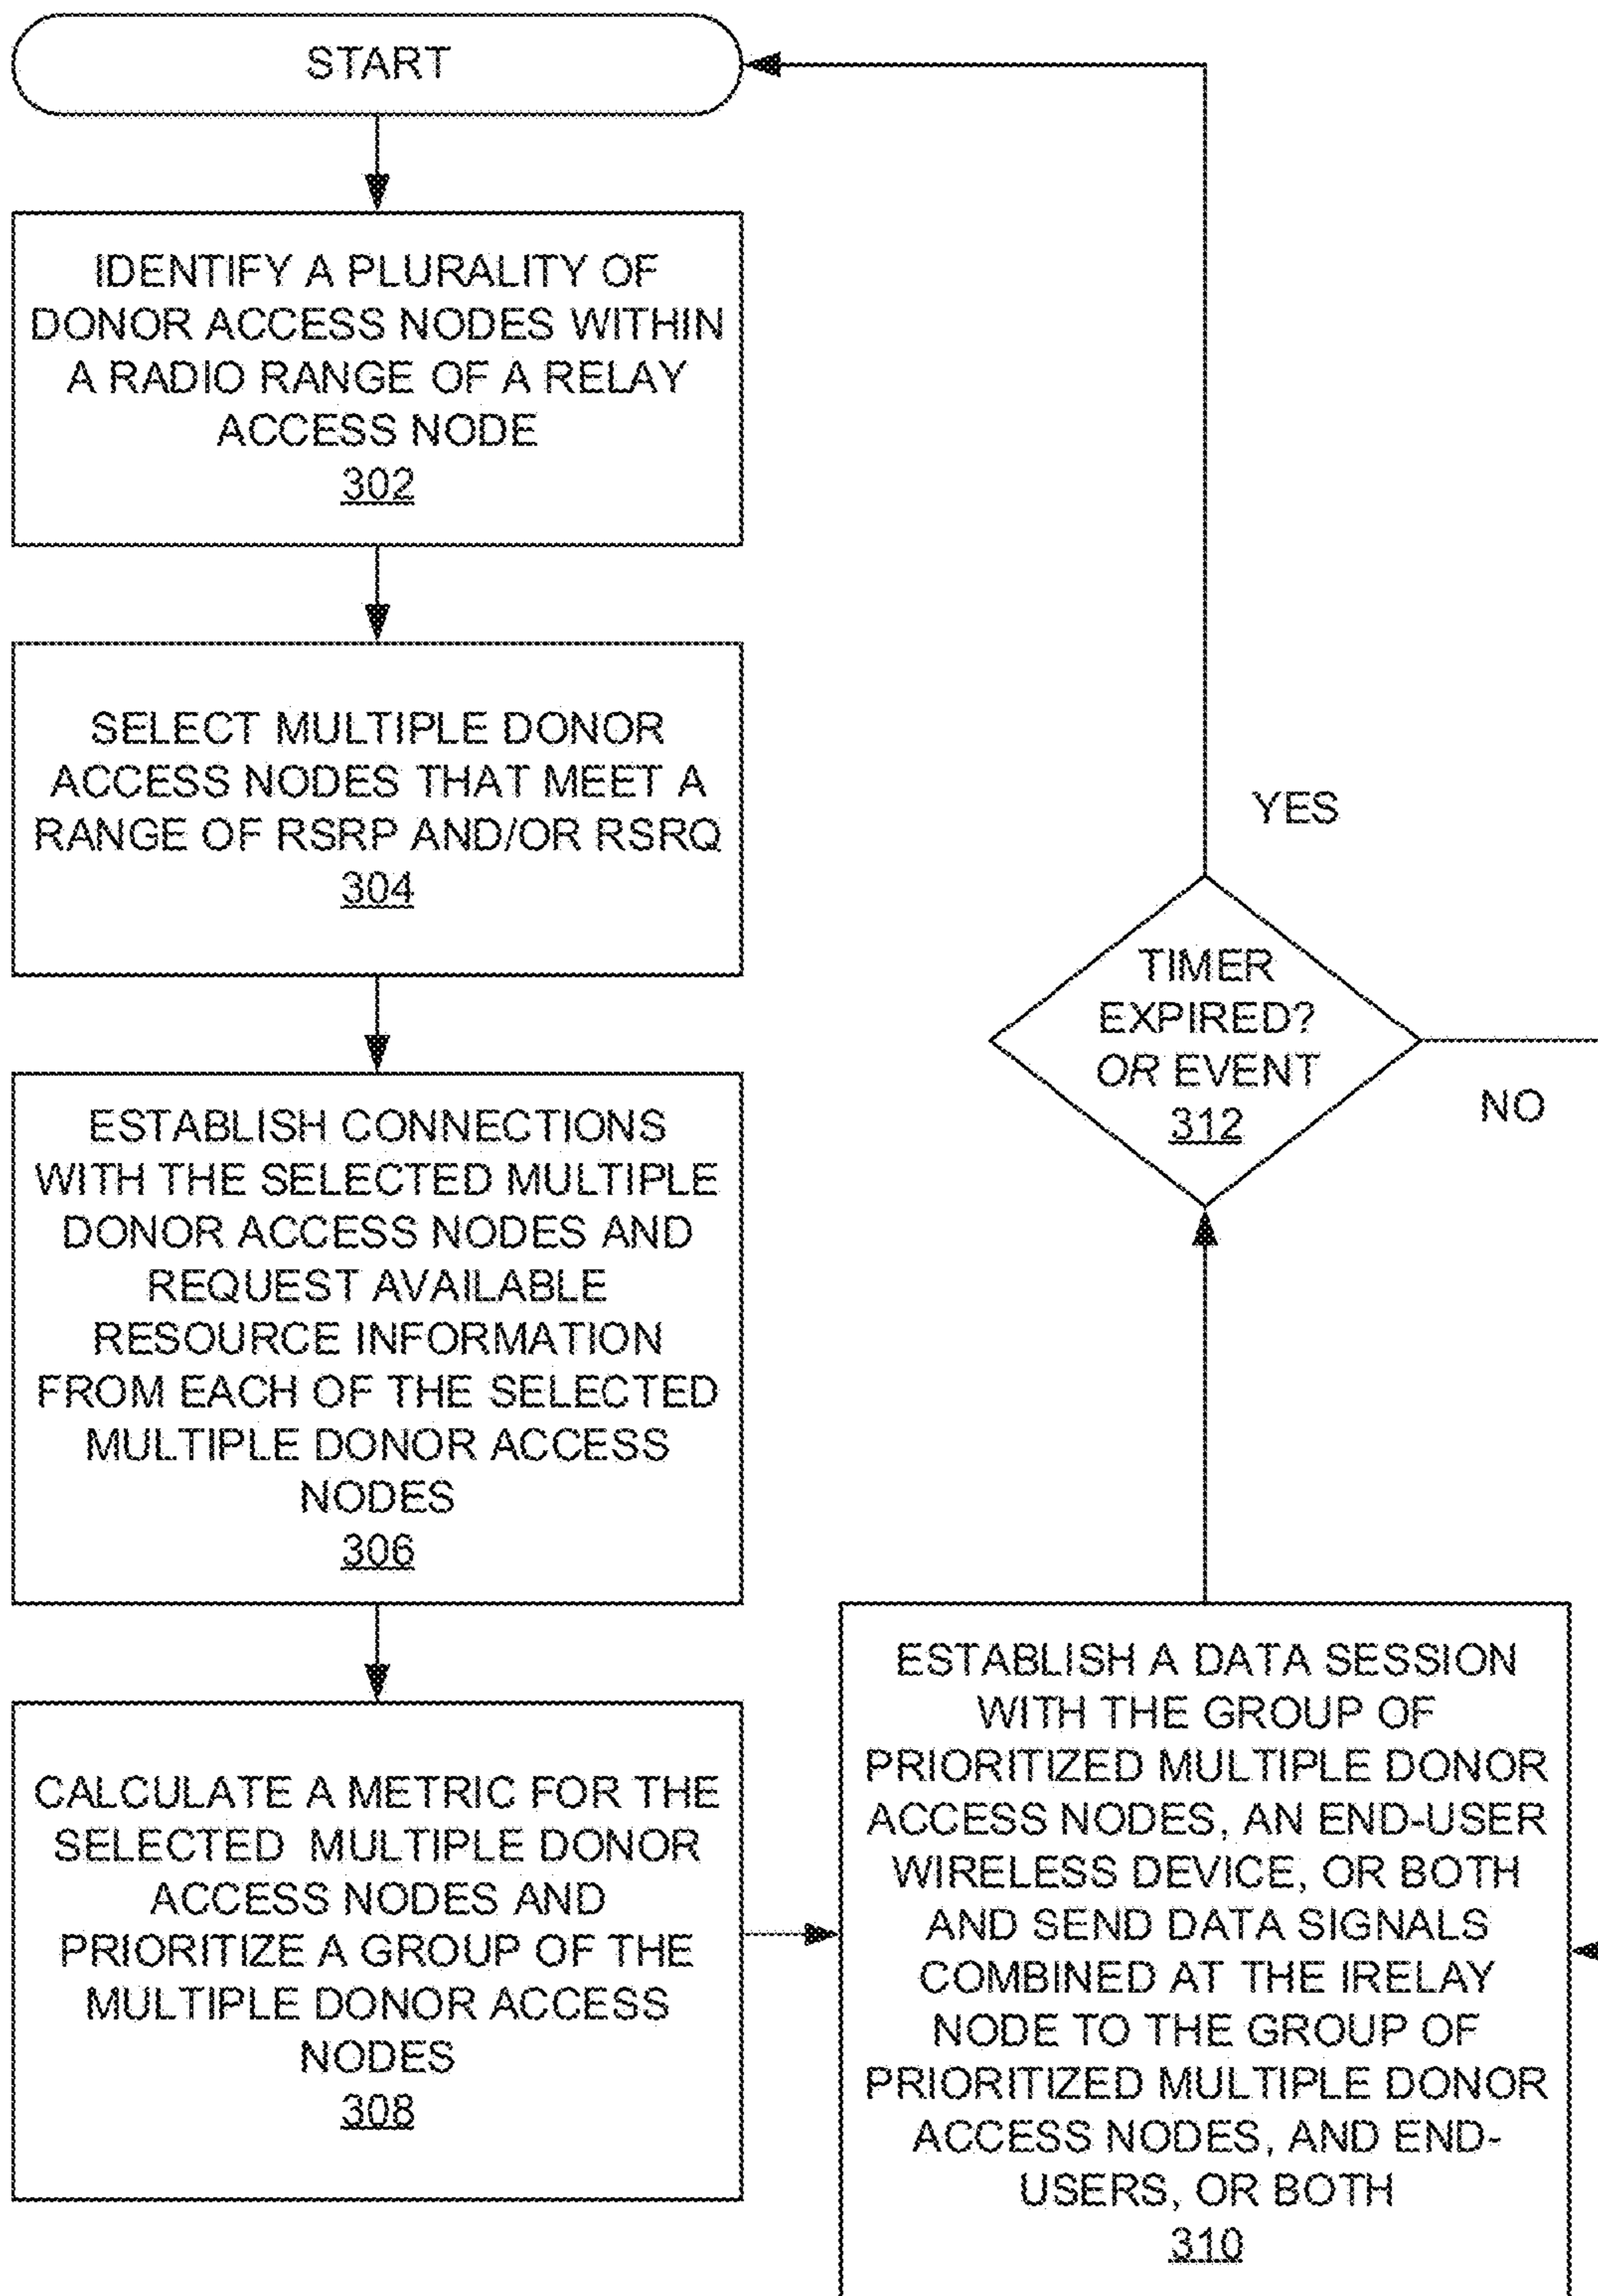 START
IDENTIFY A PLURALITY OF
DONOR ACCESS NODES WITHIN
A RADIO RANGE OF A RELAY
ACCESS NODE
302
SELECT MULTIPLE DONOR
ACCESS NODES THAT MEET A
RANGE OF RSRP AND/OR RSRQ
304
ESTABLISH CONNECTIONS
WITH THE SELECTED MULTIPLE
DONOR ACCESS NODES AND
REQUEST AVAILABLE
RESOURCE INFORMATION
FROM EACH OF THE SELECTED
MULTIPLE DONOR ACCESS
NODES
306
CALCULATE A METRIC FOR THE
SELECTED MULTIPLE DONOR
ACCESS NODES AND
PRIORITIZE A GROUP OF THE
MULTIPLE DONOR ACCESS
NODES
308
ESTABLISH A DATA SESSION
WITH THE GROUP OF
PRIORITIZED MULTIPLE DONOR
ACCESS NODES, AN END-USER
WIRELESS DEVICE, OR BOTH
AND SEND DATA SIGNALS
COMBINED AT THE IRELAY
NODE TO THE GROUP OF
PRIORITIZED MULTIPLE DONOR
ACCESS NODES, AND END-
USERS, OR BOTH
310
TIMER
EXPIRED?
OR EVENT
312
YES
NO